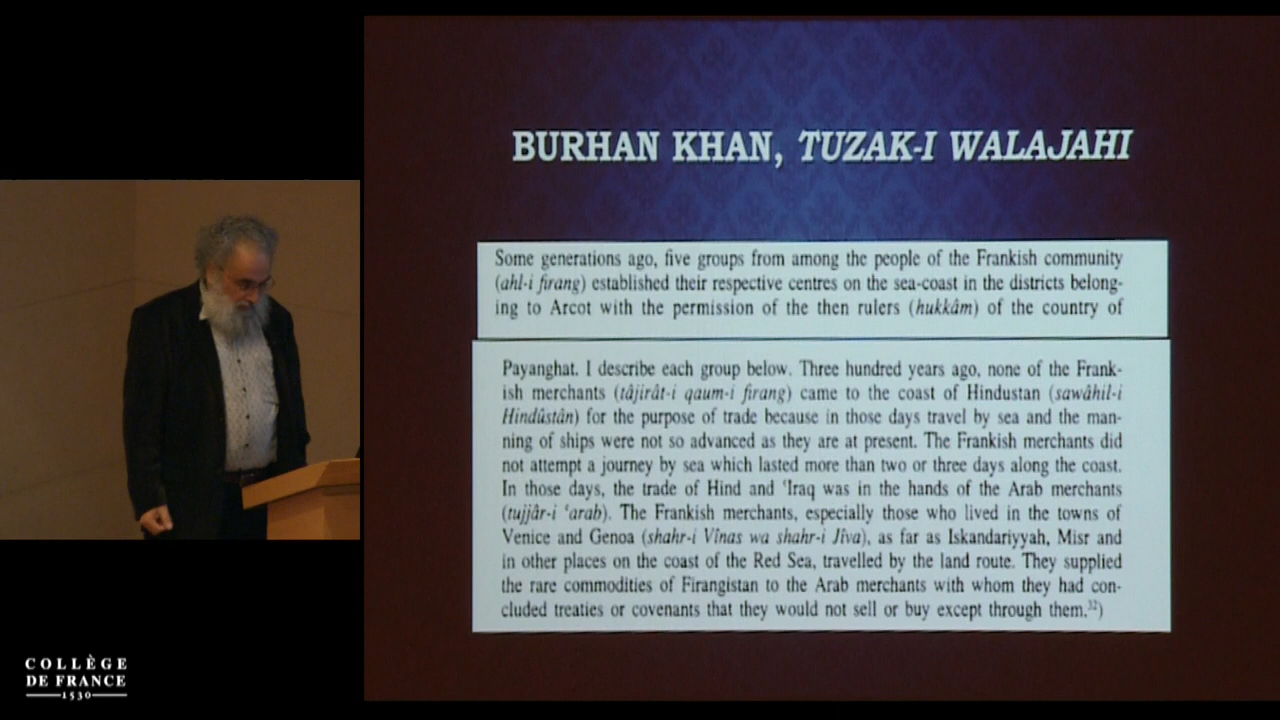 BURHAN KHAN, TUZAK-I WALAJAHI
Some generations ago, five groups from among the people of the Frankish community
(ahl-i firang) established their respective centres on the sea-coast in the districts belong-
ing to Arcot with the permission of the then rulers (hukkâm) of the country of
Payanghat. I describe each group below. Three hundred years ago, none of the Frank-
ish merchants (tâjirât-i qaum-i firang) came to the coast of Hindustan (sawâhil-i
Hindûstân) for the purpose of trade because in those days travel by sea and the man-
ning of ships were not so advanced as they are at present. The Frankish merchants did
not attempt a journey by sea which lasted more than two or three days along the coast.
In those days, the trade of Hind and ‘Iraq was in the hands of the Arab merchants
(tujjâr-i ‘arab). The Frankish merchants, especially those who lived in the towns of
Venice and Genoa (shahr-i Vînas wa shahr-i Jîva), as far as Iskandariyyah, Misr and
in other places on the coast of the Red Sea, travelled by the land route. They supplied
the rare commodities of Firangistan to the Arab merchants with whom they had con-
cluded treaties or covenants that they would not sell or buy except through them.³²)
COLLÈGE
DE FRANCE
1530